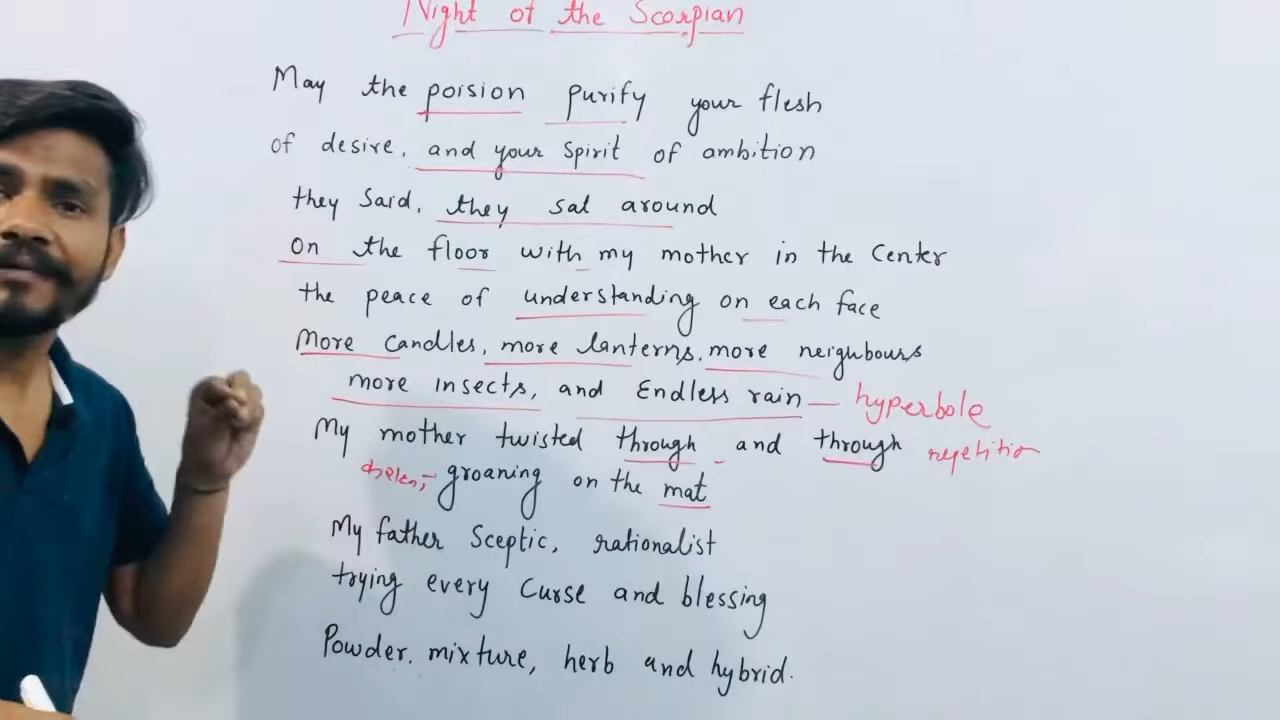 Night of the Scorpian
May the poision purify your flesh
of desire, and your spirit of ambition
they said, they sal around
on the floor with my mother in the Center
the peace of understanding on each face
More Candles, more lanterns, more neighbours
more insects, and Endless rain — hyperbole
My mother twisted through and through repetition
groaning on the mat
My father Sceptic, rationalist
trying every Curse and blessing
Powder. mixture, herb and hybrid.